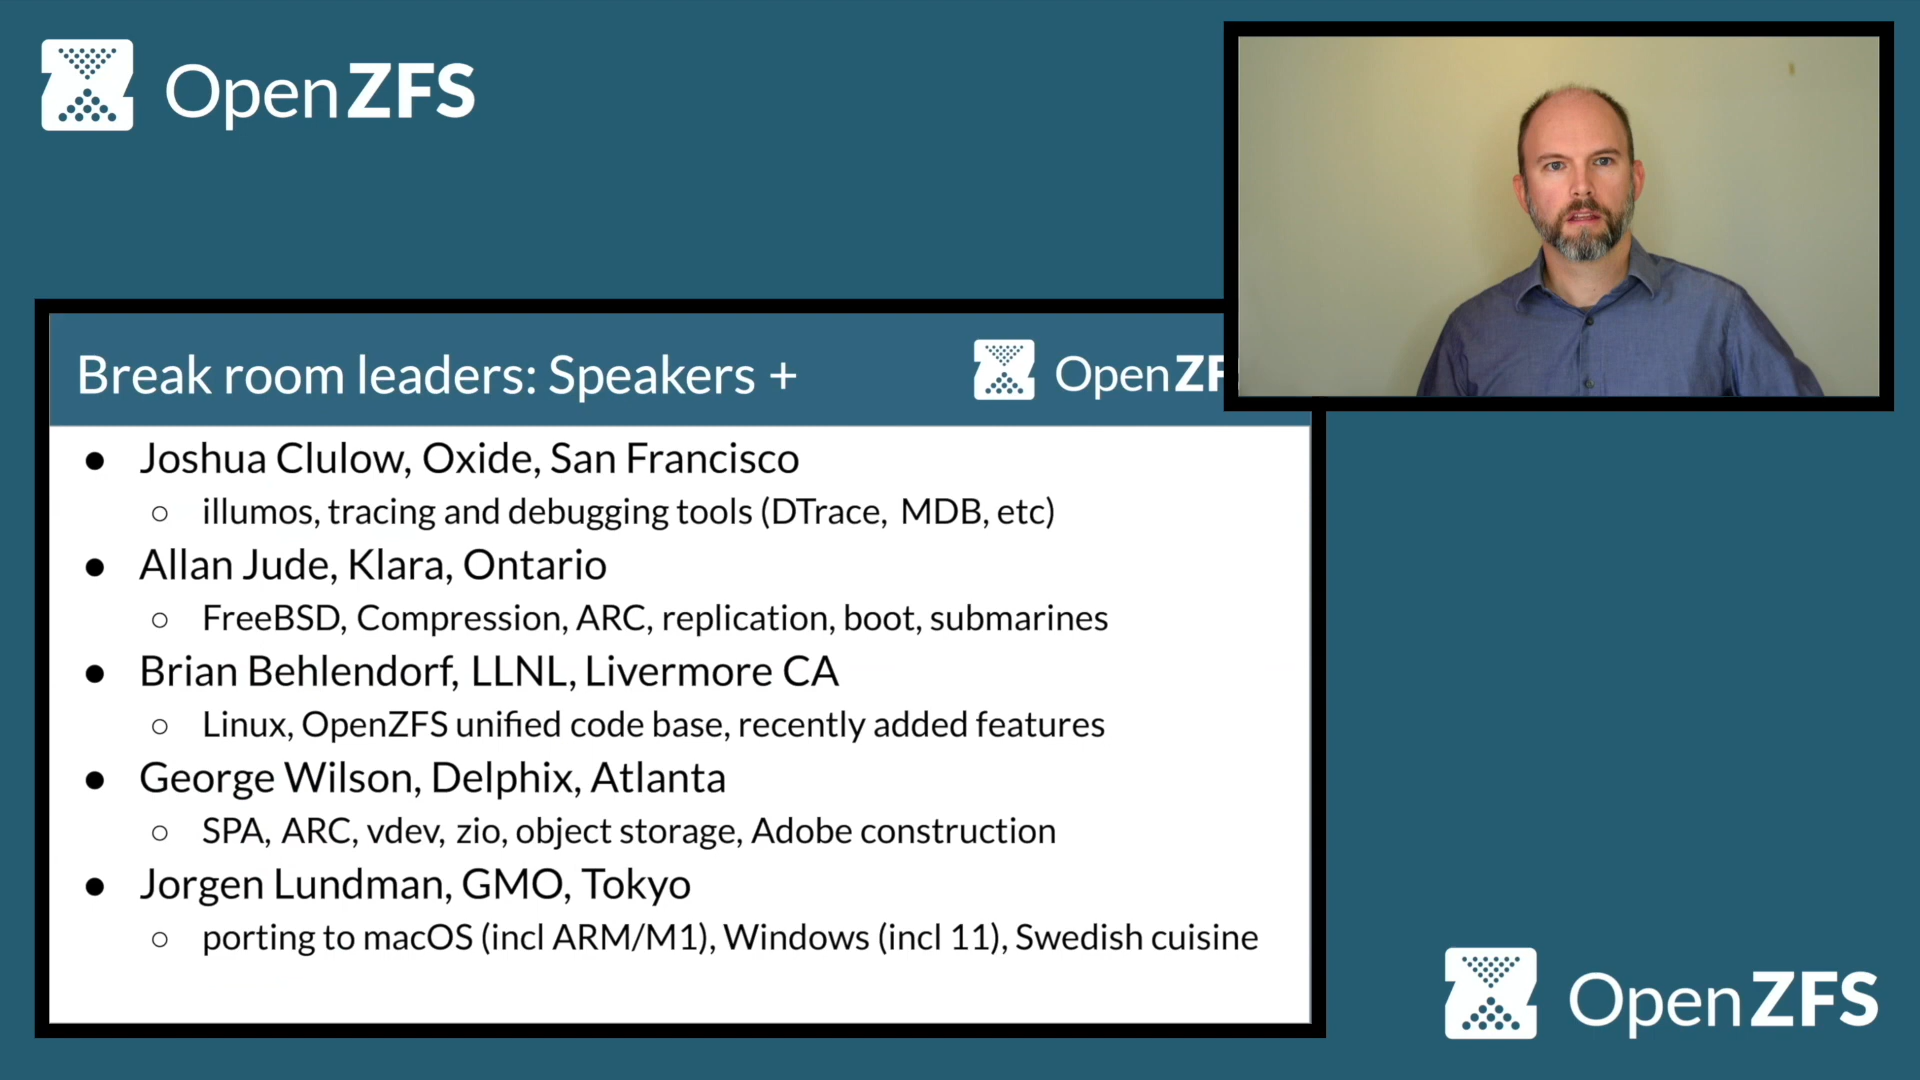 OpenZFS
Break room leaders: Speakers +
OpenZF
● Joshua Clulow, Oxide, San Francisco
○ illumos, tracing and debugging tools (DTrace, MDB, etc)
● Allan Jude, Klara, Ontario
○ FreeBSD, Compression, ARC, replication, boot, submarines
● Brian Behlendorf, LLNL, Livermore CA
○ Linux, OpenZFS unified code base, recently added features
● George Wilson, Delphix, Atlanta
○ SPA, ARC, vdev, zio, object storage, Adobe construction
● Jorgen Lundman, GMO, Tokyo
○ porting to macOS (incl ARM/M1), Windows (incl 11), Swedish cuisine
OpenZFS